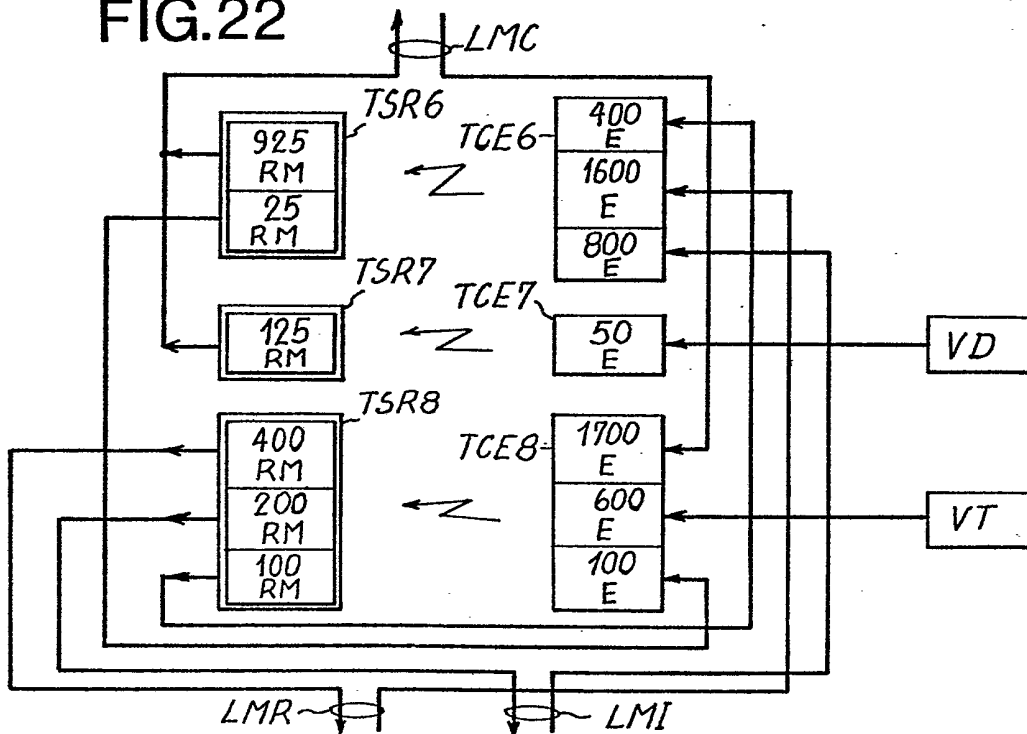 FIG.22
LMC
TSR6
925
RM
25
RM
TCE6
400
E
1600
E
800
E
TSR7
125
RM
TCE7
50
E
VD
TSR8
400
RM
200
RM
100
RM
TCE8
1700
E
600
E
100
E
VT
LMR
LMI